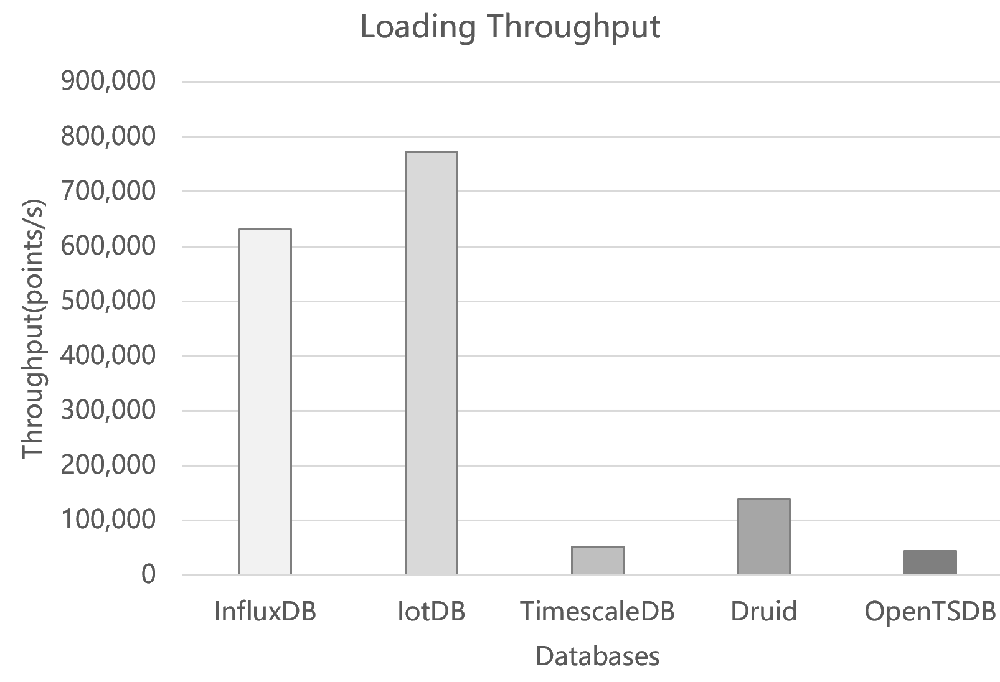 Loading Throughput
900,000
800,000
700,000
600,000
500,000
400,000
300,000
200,000
100,000
0
Throughput(points/s)
InfluxDB IotDB TimescaleDB Druid OpenTSDB
Databases